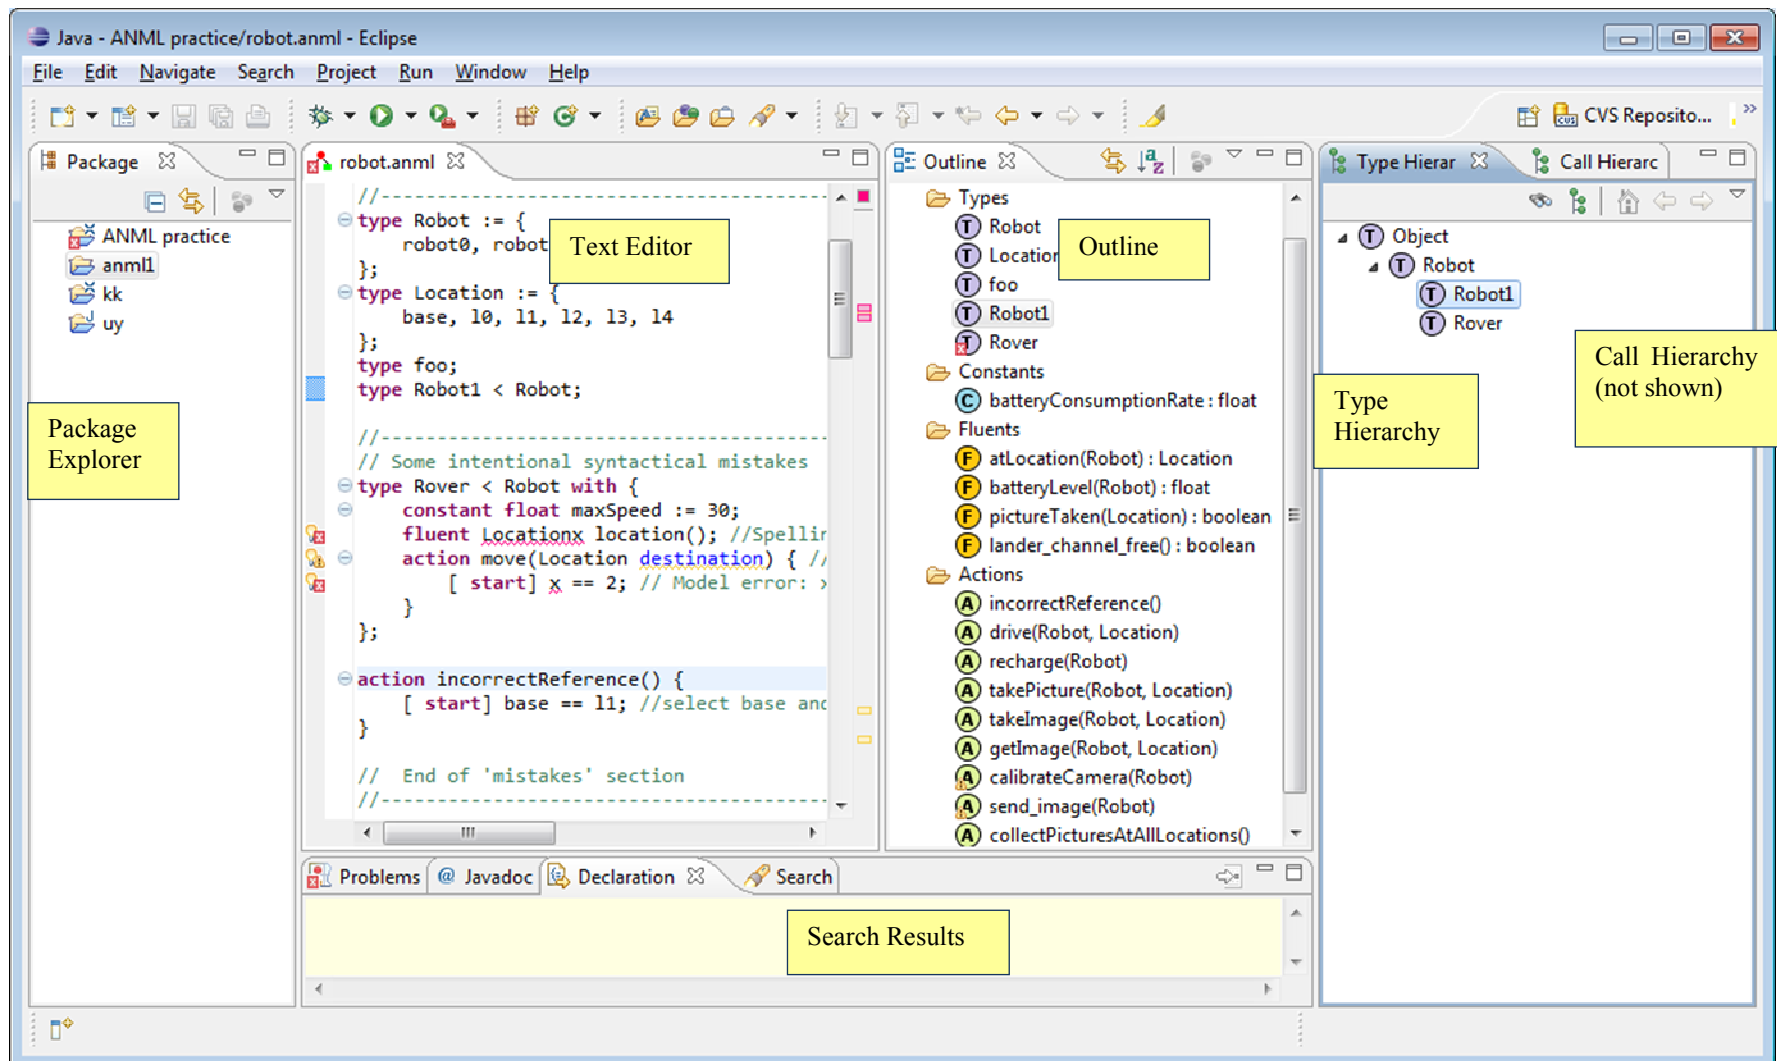 Java - ANML practice/robot.anml - Eclipse
File Edit Navigate Search Project Run Window Help
CVS Reposito...
Package
ANML practice
anml1
kk
uy
Package
Explorer
robot.anml
//----------------------------------------
type Robot := {
robot0, robot
};
type Location := {
base, l0, l1, l2, l3, l4
};
type foo;
type Robot1 < Robot;
//----------------------------------------
// Some intentional syntactical mistakes
type Rover < Robot with {
constant float maxSpeed := 30;
fluent Locationx location(); //Spellin
action move(Location destination) { //
[ start] x == 2; // Model error: x
}
};
action incorrectReference() {
[ start] base == l1; //select base and
}
// End of 'mistakes' section
//----------------------------------------
Text Editor
Outline
Types
Robot
Location
foo
Robot1
Rover
Constants
batteryConsumptionRate : float
Fluents
atLocation(Robot) : Location
batteryLevel(Robot) : float
pictureTaken(Location) : boolean
lander_channel_free() : boolean
Actions
incorrectReference()
drive(Robot, Location)
recharge(Robot)
takePicture(Robot, Location)
takeImage(Robot, Location)
getImage(Robot, Location)
calibrateCamera(Robot)
send_image(Robot)
collectPicturesAtAllLocations()
Outline
Type Hierar
Call Hierarc
Object
Robot
Robot1
Rover
Type
Hierarchy
Call Hierarchy
(not shown)
Problems
@ Javadoc
Declaration
Search
Search Results